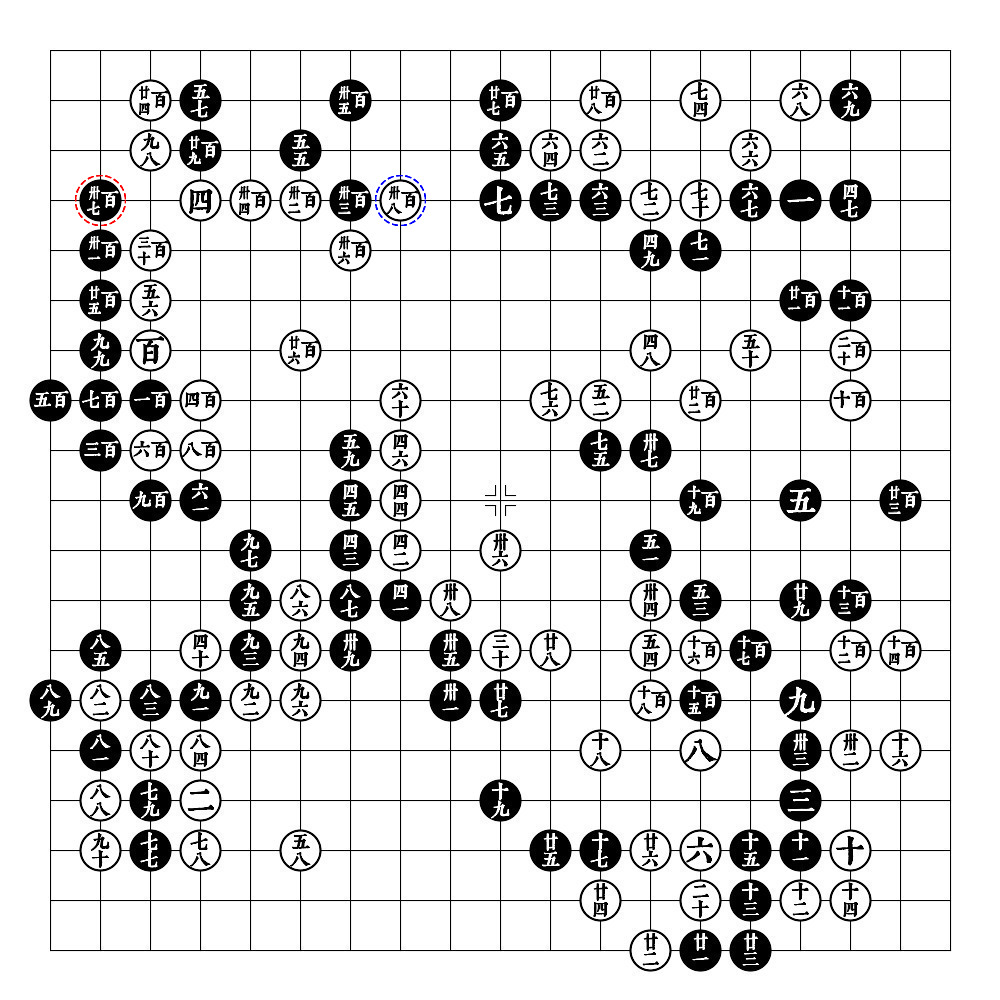 百廿四 五七 百卅五 百廿七 百廿八 七四 六八 六九
九八 百廿九 五五 六五 六四 六二 六六
百卅七 四 百卅四 百卅二 百卅三 百卅八 七 七三 六三 七二 七十 六七 一 四七
百卅一 百三十 百卅六 四九 七一
百廿五 五六 百廿一 百十一
九九 百 百廿六 四八 五十 百二十
百五 百七 百一 百四 六十 七六 五二 百廿二 百十
百三 百六 百八 五九 四六 七五 卅七
百九 六一 四五 四四 百十九 五 百廿三
九七 四三 四二 卅六 五一
九五 八六 八七 四一 卅八 卅四 五三 廿九 百十三
八五 四十 九三 九四 卅九 卅五 三十 廿八 五四 百十六 百十七 百十二 百十四
八九 八二 八三 九一 九二 九六 卅一 廿七 百十八 百十五 九
八一 八十 八四 十八 八 卅三 卅二 十六
八八 七九 二 十九 三
九十 七七 七八 五八 廿五 十七 廿六 六 十五 十一 十
廿四 二十 十三 十二 十四
廿二 廿一 廿三